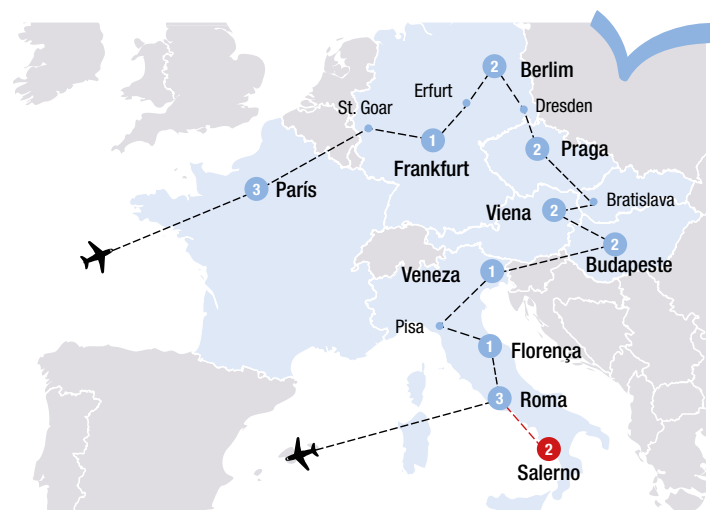 2
Berlim
Erfurt
St. Goar
Dresden
1
Frankfurt
2
Praga
3
París
Bratislava
Viena
2
2
Budapeste
Veneza
1
Pisa
1
Florença
3
Roma
2
Salerno